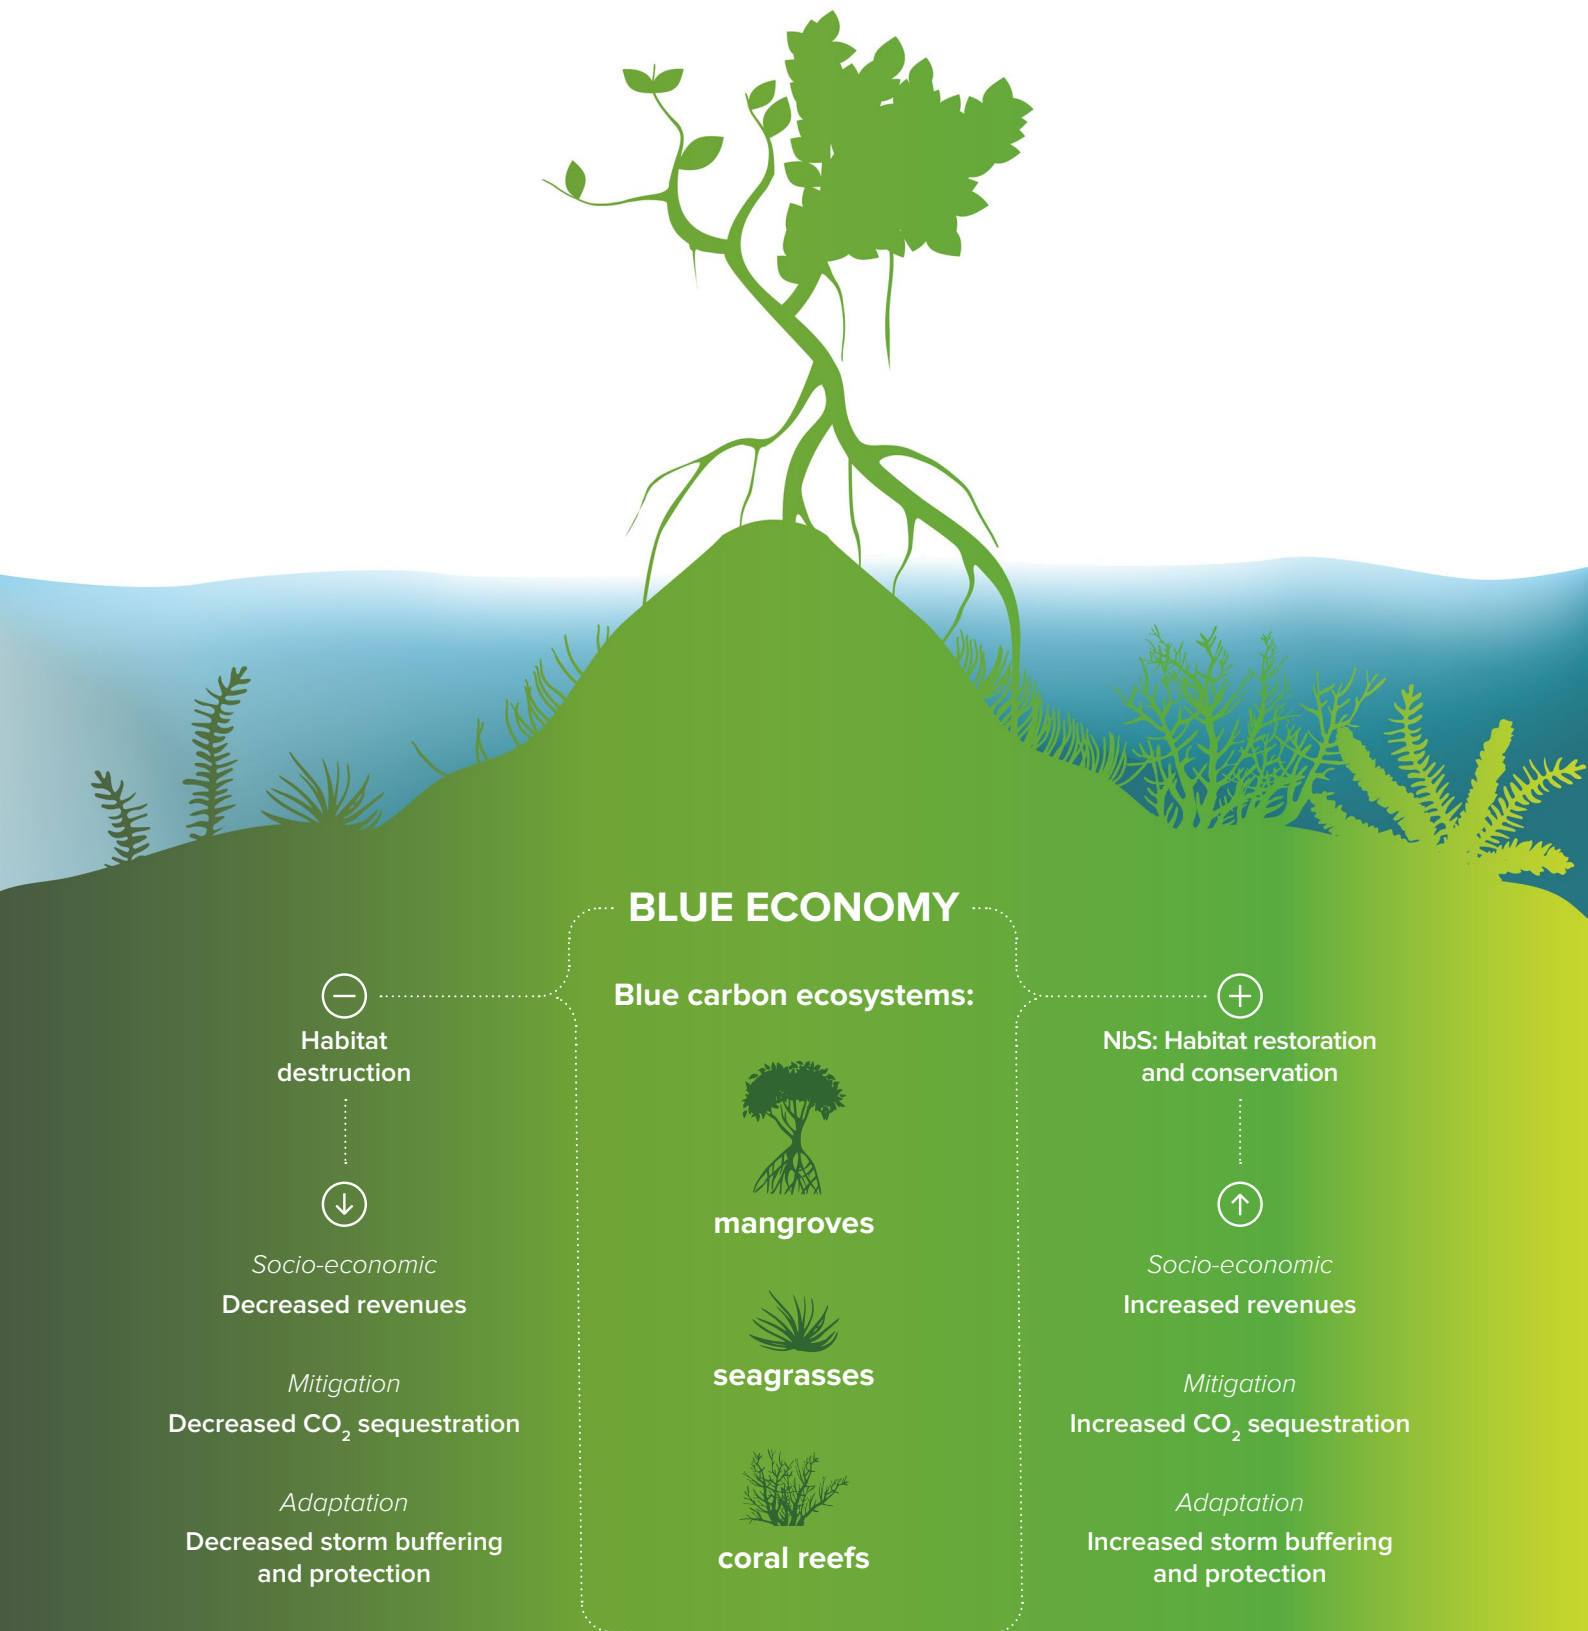 BLUE ECONOMY
Blue carbon ecosystems:
mangroves
seagrasses
coral reefs
Habitat
destruction
Socio-economic
Decreased revenues
Mitigation
Decreased CO₂ sequestration
Adaptation
Decreased storm buffering
and protection
NbS: Habitat restoration
and conservation
Socio-economic
Increased revenues
Mitigation
Increased CO₂ sequestration
Adaptation
Increased storm buffering
and protection